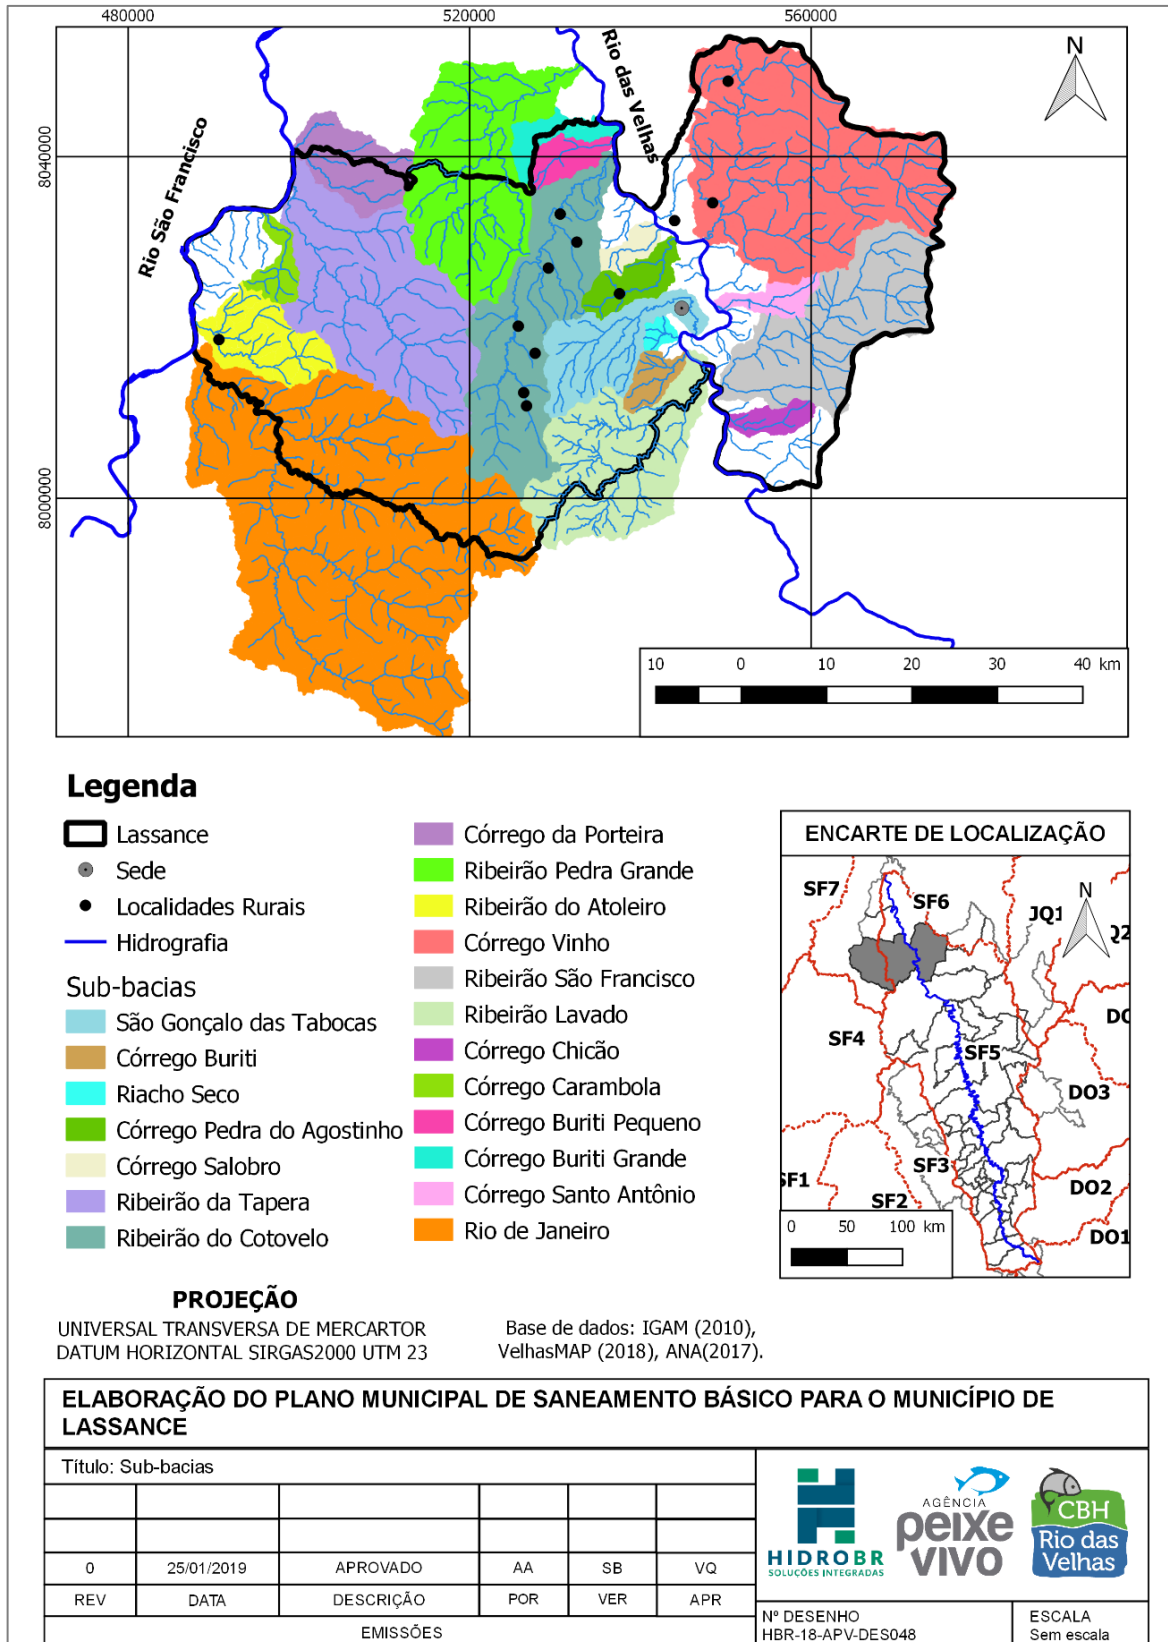 480000
520000
560000
8040000
8000000
Rio São Francisco
Rio das Velhas
N
10 0 10 20 30 40 km
Legenda
Lassance
Sede
Localidades Rurais
Hidrografia
Sub-bacias
São Gonçalo das Tabocas
Córrego Buriti
Riacho Seco
Córrego Pedra do Agostinho
Córrego Salobro
Ribeirão da Tapera
Ribeirão do Cotovelo
Córrego da Porteira
Ribeirão Pedra Grande
Ribeirão do Atoleiro
Córrego Vinho
Ribeirão São Francisco
Ribeirão Lavado
Córrego Chicão
Córrego Carambola
Córrego Buriti Pequeno
Córrego Buriti Grande
Córrego Santo Antônio
Rio de Janeiro
ENCARTE DE LOCALIZAÇÃO
SF7
SF6
JQ1
N
SF4
SF5
DO3
SF3
SF1
SF2
DO2
DO1
0 50 100 km
PROJEÇÃO
UNIVERSAL TRANSVERSA DE MERCARTOR
DATUM HORIZONTAL SIRGAS2000 UTM 23
Base de dados: IGAM (2010),
VelhasMAP (2018), ANA(2017).
ELABORAÇÃO DO PLANO MUNICIPAL DE SANEAMENTO BÁSICO PARA O MUNICÍPIO DE
LASSANCE
Título: Sub-bacias
0 25/01/2019 APROVADO AA SB VQ
REV DATA DESCRIÇÃO POR VER APR
EMISSÕES
HIDROBR
SOLUÇÕES INTEGRADAS
AGÊNCIA
peixe
vivo
CBH
Rio das
Velhas
Nº DESENHO
HBR-18-APV-DES048
ESCALA
Sem escala